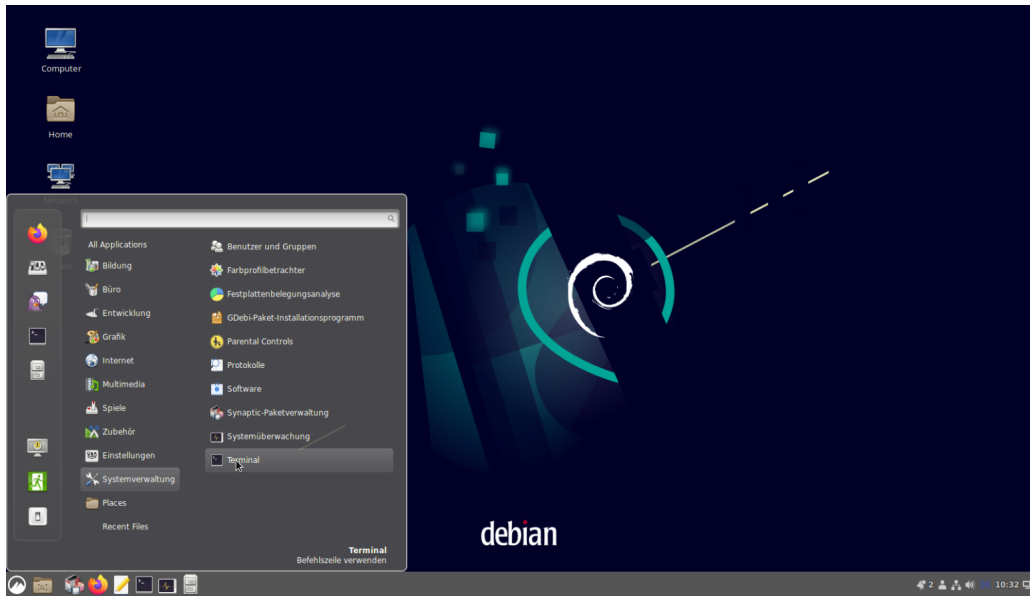 Computer
Home
Network
All Applications
Bildung
Büro
Entwicklung
Grafik
Internet
Multimedia
Spiele
Zubehör
Einstellungen
Systemverwaltung
Places
Recent Files
Benutzer und Gruppen
Farbprofilbetrachter
Festplattenbelegungsanalyse
GDebi-Paket-Installationsprogramm
Parental Controls
Protokolle
Software
Synaptic-Paketverwaltung
Systemüberwachung
Terminal
Terminal
Befehlszeile verwenden
debian
2
10:32